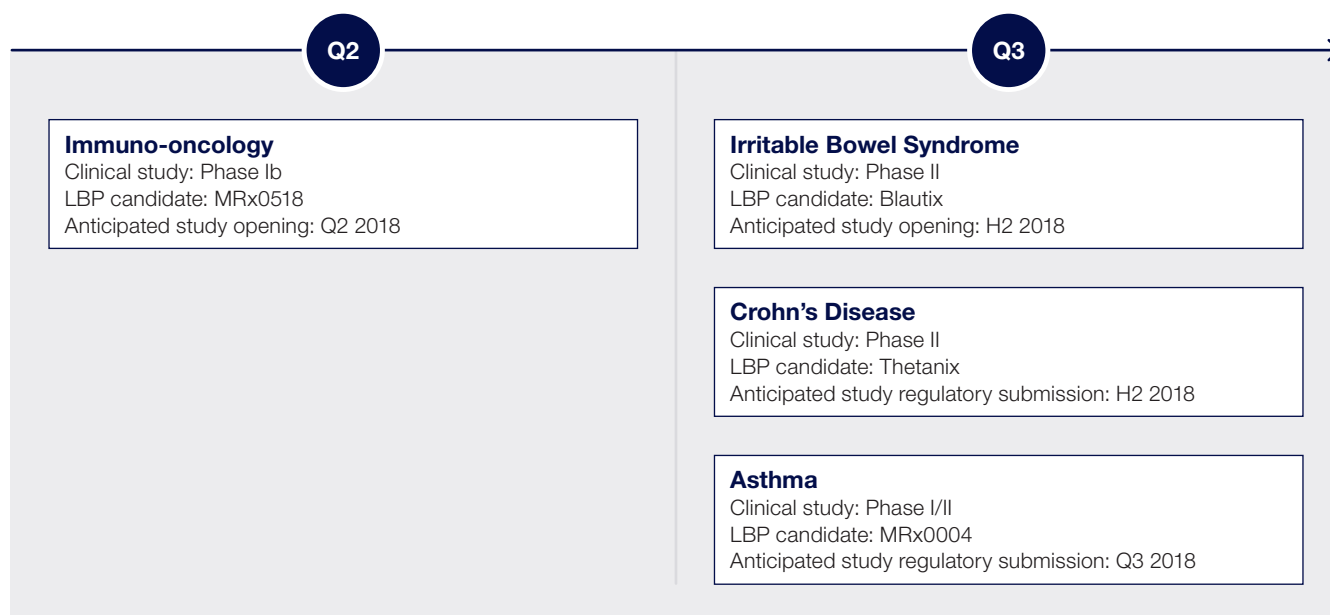 Q2
Q3
Immuno-oncology
Clinical study: Phase Ib
LBP candidate: MRx0518
Anticipated study opening: Q2 2018
Irritable Bowel Syndrome
Clinical study: Phase II
LBP candidate: Blautix
Anticipated study opening: H2 2018
Crohn’s Disease
Clinical study: Phase II
LBP candidate: Thetanix
Anticipated study regulatory submission: H2 2018
Asthma
Clinical study: Phase I/II
LBP candidate: MRx0004
Anticipated study regulatory submission: Q3 2018